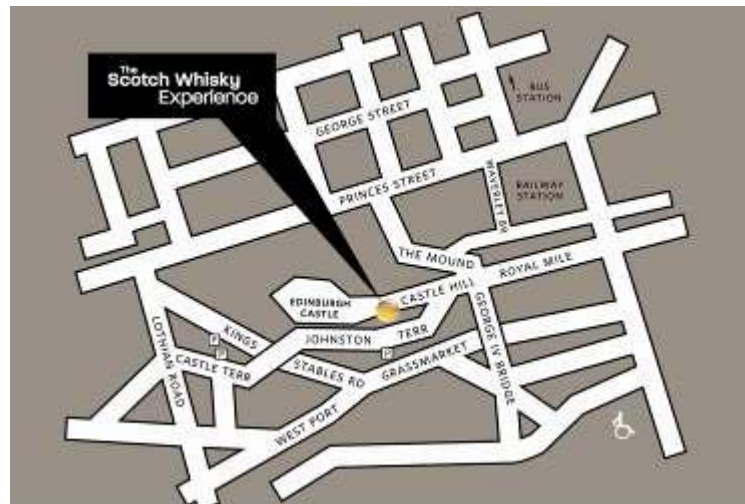 The
Scotch Whisky
Experience
GEORGE STREET
BUS
STATION
PRINCES STREET
WAVERLEY BR
RAILWAY
STATION
THE MOUND
ROYAL MILE
CASTLE HILL
EDINBURGH
CASTLE
JOHNSTON TERR
GEORGE IV BRIDGE
LOTHIAN ROAD
KINGS STABLES RD
P
P
P
CASTLE TERR
GRASSMARKET
WEST PORT